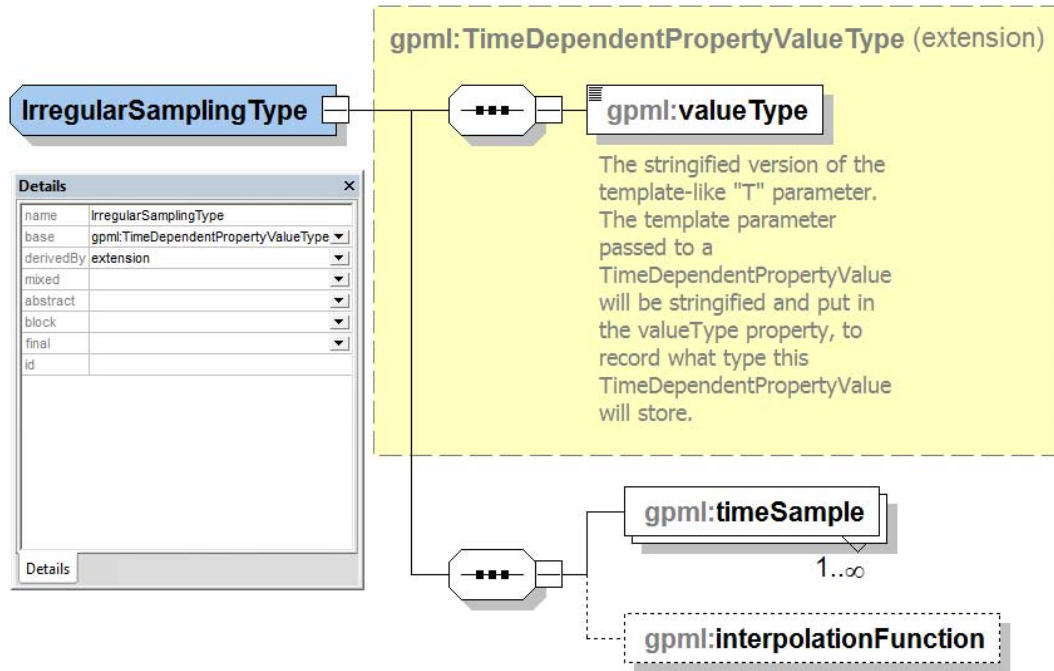 gpml:TimeDependentPropertyValueType (extension)
IrregularSamplingType
gpml:valueType
The stringified version of the
template-like "T" parameter.
The template parameter
passed to a
TimeDependentPropertyValue
will be stringified and put in
the valueType property, to
record what type this
TimeDependentPropertyValue
will store.
Details ×
name IrregularSamplingType
base gpml:TimeDependentPropertyValueType
derivedBy extension
mixed
abstract
block
final
id
Details
gpml:timeSample
1..∞
gpml:interpolationFunction